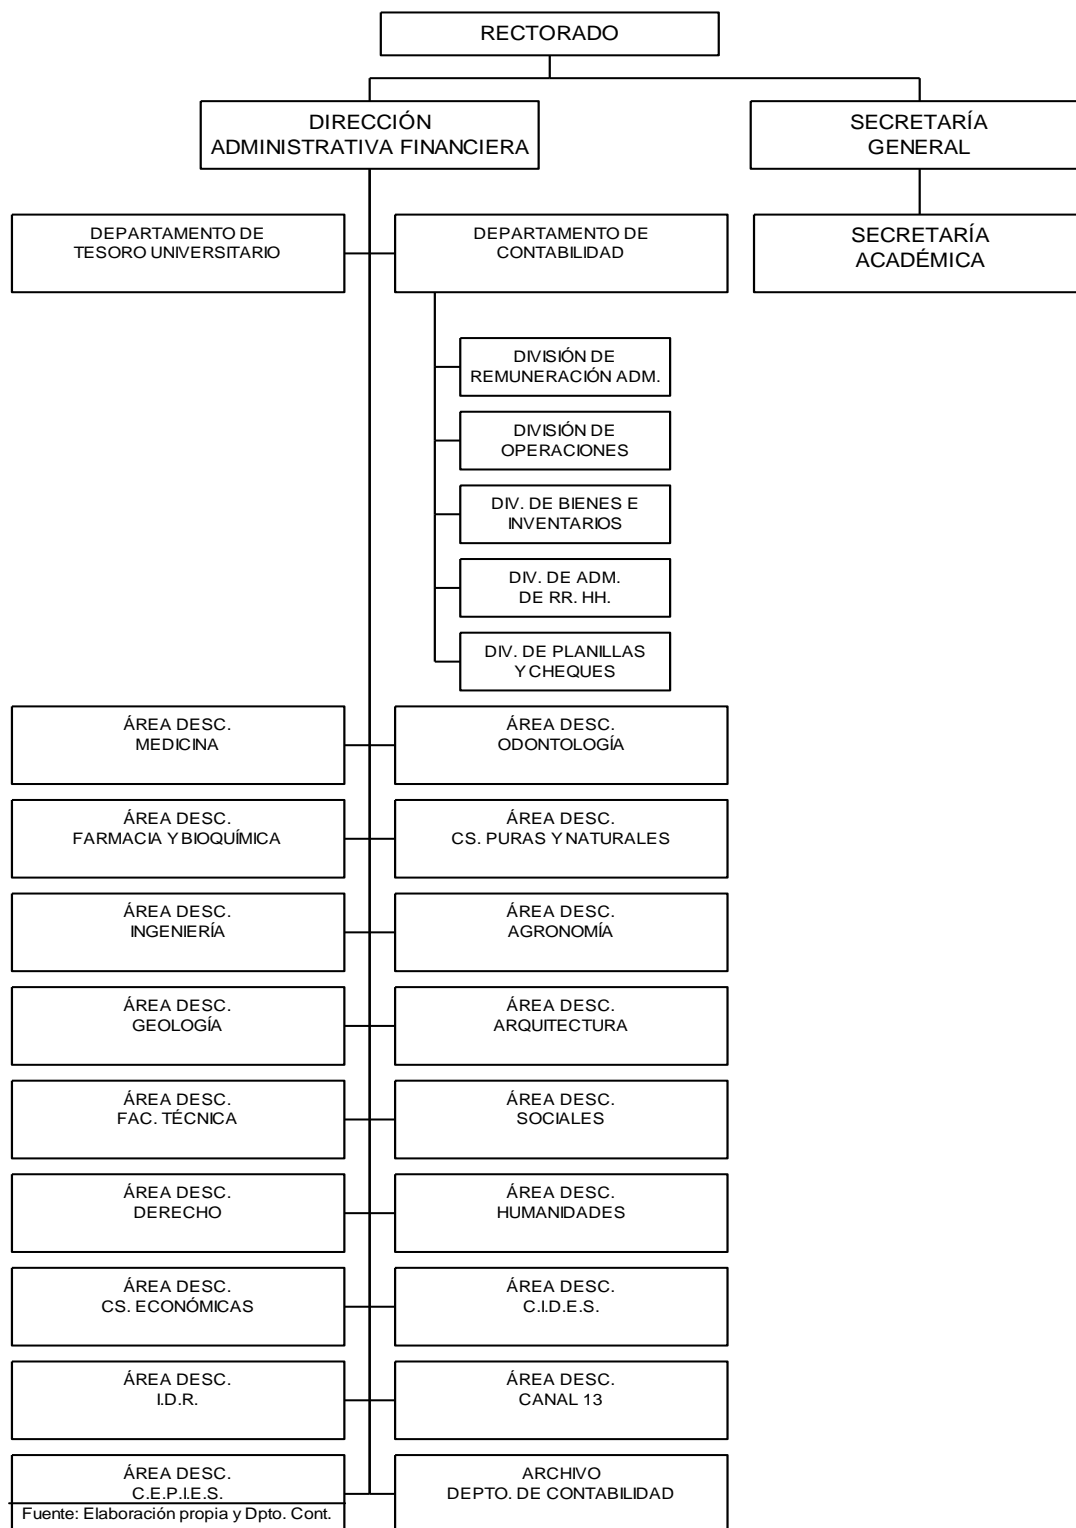 RECTORADO
DIRECCIÓN
ADMINISTRATIVA FINANCIERA
SECRETARÍA
GENERAL
DEPARTAMENTO DE
TESORO UNIVERSITARIO
DEPARTAMENTO DE
CONTABILIDAD
SECRETARÍA
ACADÉMICA
DIVISIÓN DE
REMUNERACIÓN ADM.
DIVISIÓN DE
OPERACIONES
DIV. DE BIENES E
INVENTARIOS
DIV. DE ADM.
DE RR. HH.
DIV. DE PLANILLAS
Y CHEQUES
ÁREA DESC.
MEDICINA
ÁREA DESC.
ODONTOLOGÍA
ÁREA DESC.
FARMACIA Y BIOQUÍMICA
ÁREA DESC.
CS. PURAS Y NATURALES
ÁREA DESC.
INGENIERÍA
ÁREA DESC.
AGRONOMÍA
ÁREA DESC.
GEOLOGÍA
ÁREA DESC.
ARQUITECTURA
ÁREA DESC.
FAC. TÉCNICA
ÁREA DESC.
SOCIALES
ÁREA DESC.
DERECHO
ÁREA DESC.
HUMANIDADES
ÁREA DESC.
CS. ECONÓMICAS
ÁREA DESC.
C.I.D.E.S.
ÁREA DESC.
I.D.R.
ÁREA DESC.
CANAL 13
ÁREA DESC.
C.E.P.I.E.S.
ARCHIVO
DEPTO. DE CONTABILIDAD
Fuente: Elaboración propia y Dpto. Cont.